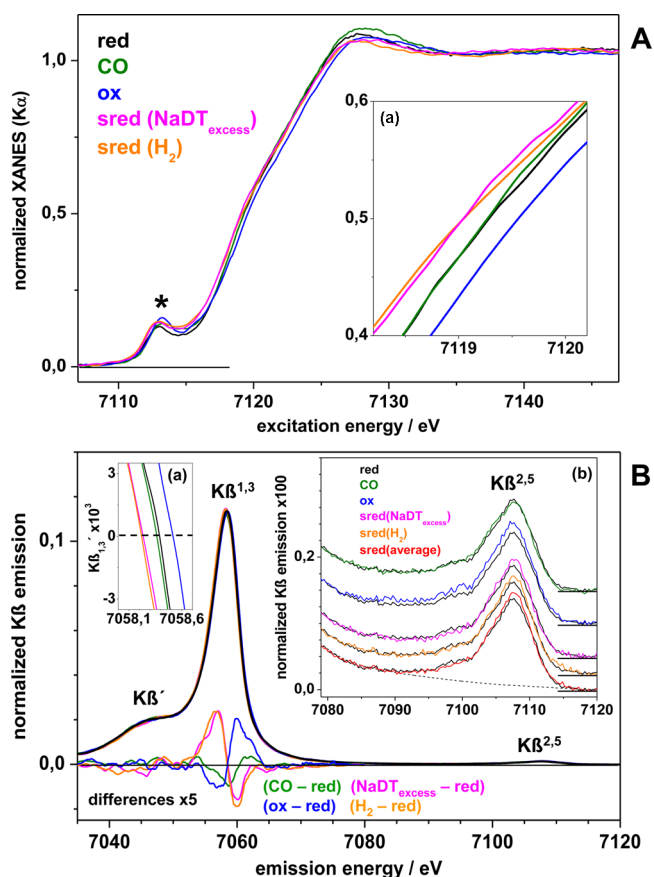 A
normalized XANES (Kα)
1,0
0,5
0,0
red
CO
ox
sred (NaDTexcess)
sred (H2)
*
(a)
0,6
0,5
0,4
7119 7120
7110 7120 7130 7140
excitation energy / eV
B
normalized Kß emission
0,1
0,0
(a)
Kß1,3´ x10^3
3
0
-3
7058,1 7058,6
Kß1,3
Kß´
(b)
normalized Kß emission x100
0,2
0,0
red
CO
ox
sred(NaDTexcess)
sred(H2)
sred(average)
Kß2,5
7080 7090 7100 7110 7120
Kß2,5
differences x5
(CO – red) (NaDTexcess – red)
(ox – red) (H2 – red)
7040 7060 7080 7100 7120
emission energy / eV